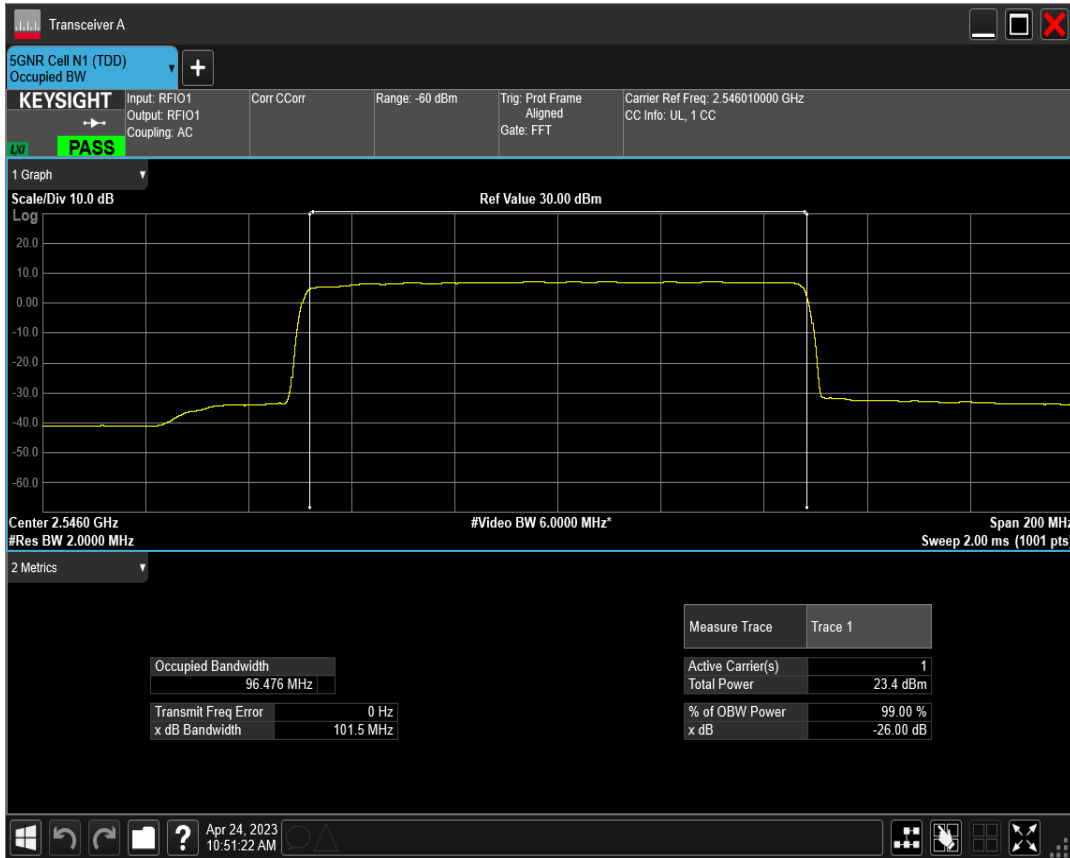 Transceiver A
5GNR Cell N1 (TDD)
Occupied BW
+
KEYSIGHT
LXI
PASS
Input: RFIO1
Output: RFIO1
Coupling: AC
Corr CCorr
Range: -60 dBm
Trig: Prot Frame
Aligned
Gate: FFT
Carrier Ref Freq: 2.546010000 GHz
CC Info: UL, 1 CC
1 Graph
Scale/Div 10.0 dB
Ref Value 30.00 dBm
Log
20.0
10.0
0.00
-10.0
-20.0
-30.0
-40.0
-50.0
-60.0
Center 2.5460 GHz
#Video BW 6.0000 MHz*
Span 200 MHz
#Res BW 2.0000 MHz
Sweep 2.00 ms (1001 pts)
2 Metrics
Measure Trace Trace 1
Occupied Bandwidth
96.476 MHz
Active Carrier(s) 1
Total Power 23.4 dBm
Transmit Freq Error 0 Hz
x dB Bandwidth 101.5 MHz
% of OBW Power 99.00 %
x dB -26.00 dB
?
Apr 24, 2023
10:51:22 AM